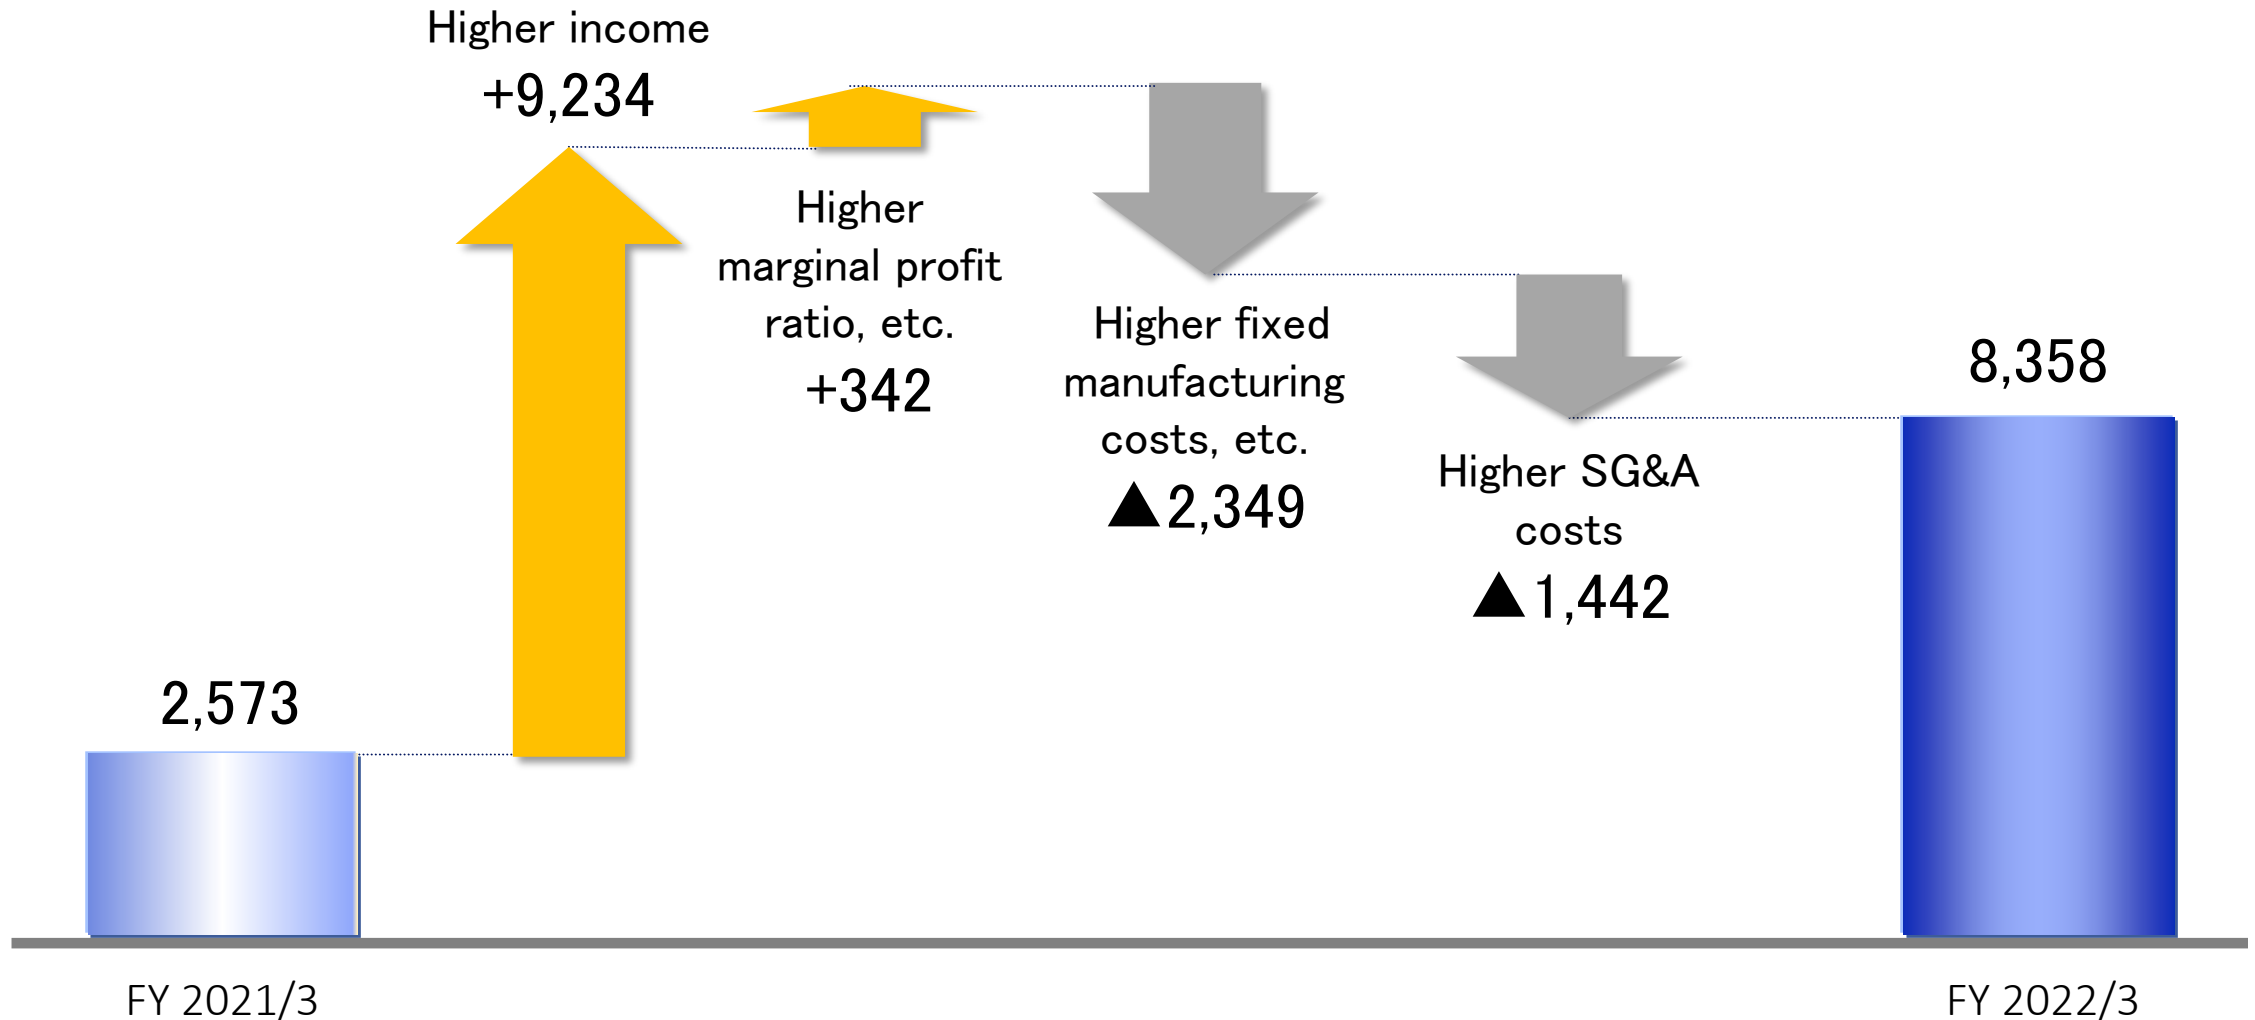 Higher income
+9,234
Higher
marginal profit
ratio, etc.
+342
Higher fixed
manufacturing
costs, etc.
▲2,349
Higher SG&A
costs
▲1,442
8,358
2,573
FY 2021/3
FY 2022/3